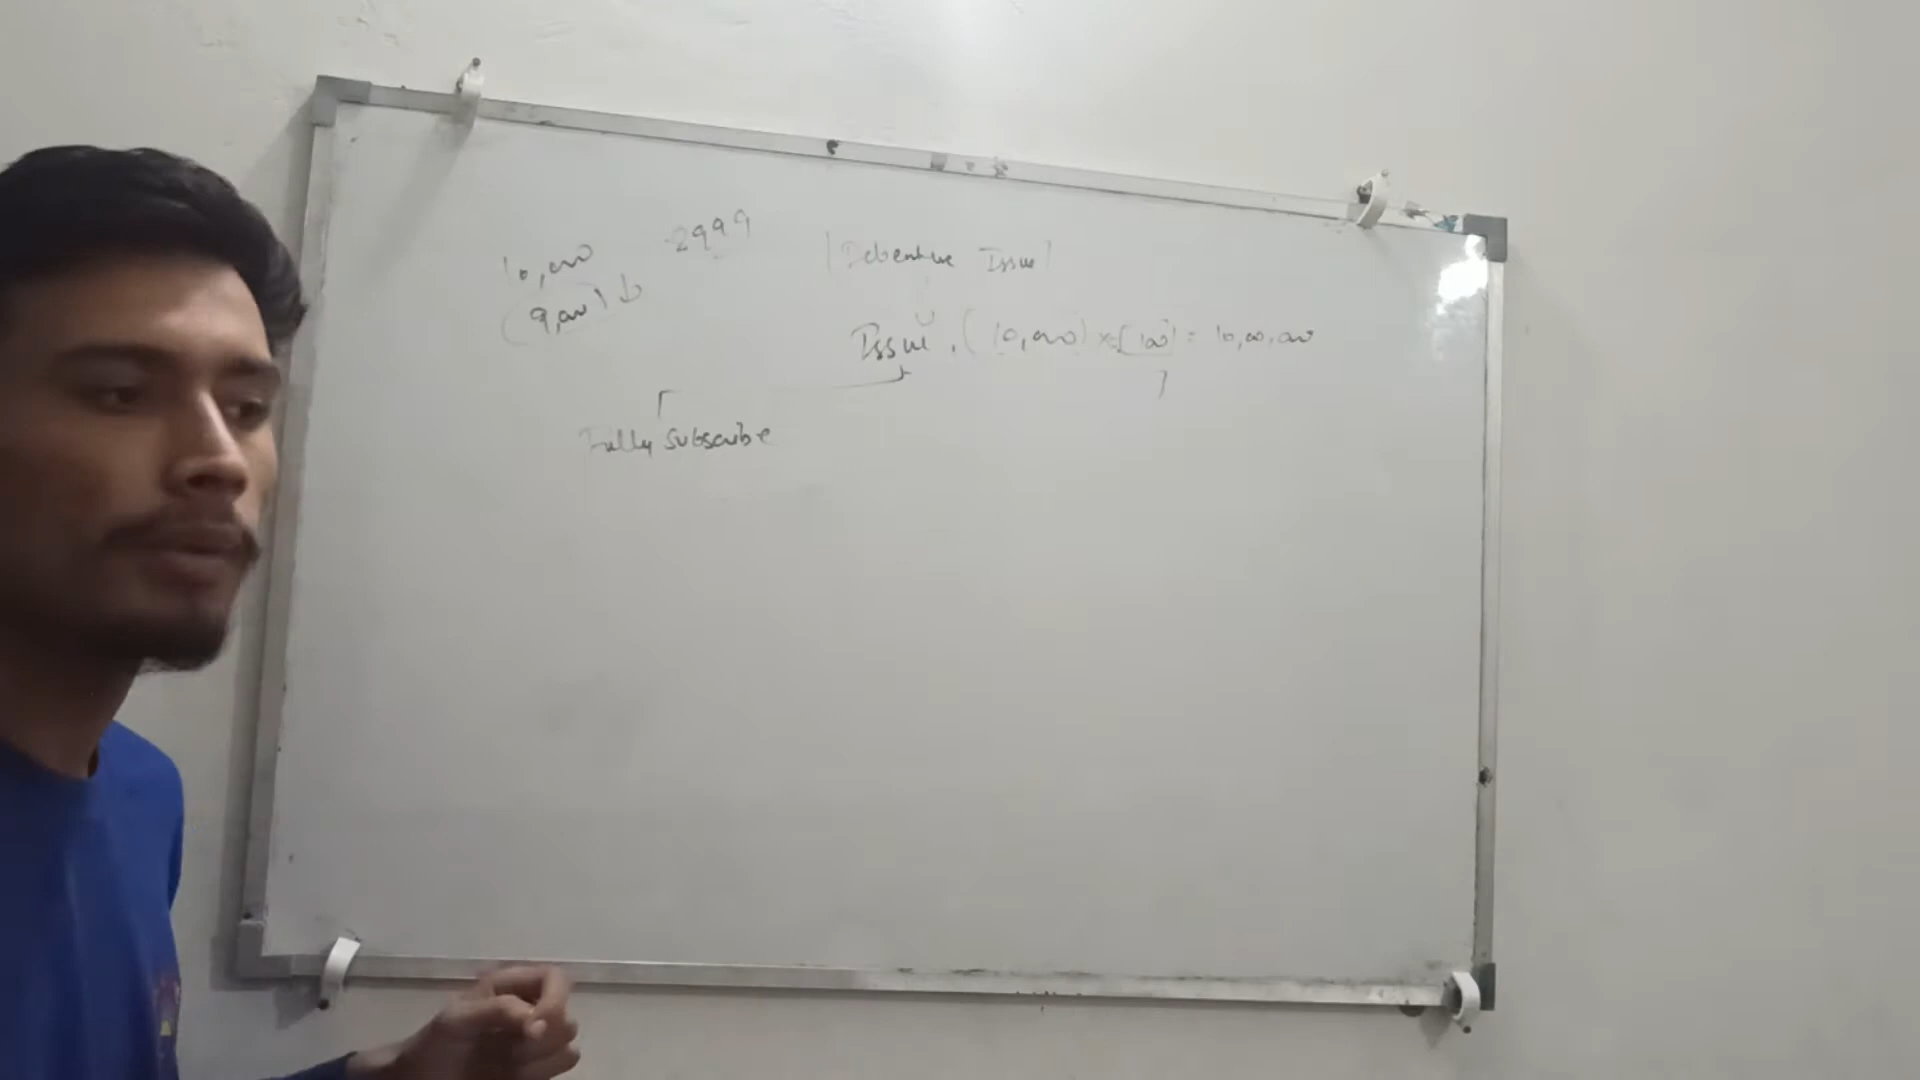 10,000 2999 |Debenture Issue|
(9,000)
Issue, (10,000) × [100] = 10,00,000
Fully subscribe